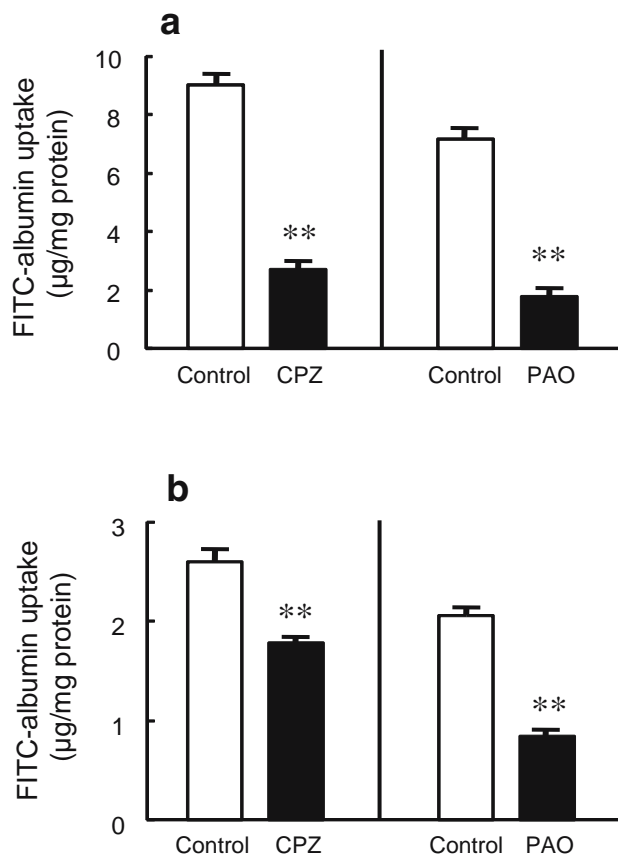 a
FITC-albumin uptake
(µg/mg protein)
10
8
6
4
2
0
**
**
Control CPZ Control PAO
b
FITC-albumin uptake
(µg/mg protein)
3
2
1
0
**
**
Control CPZ Control PAO